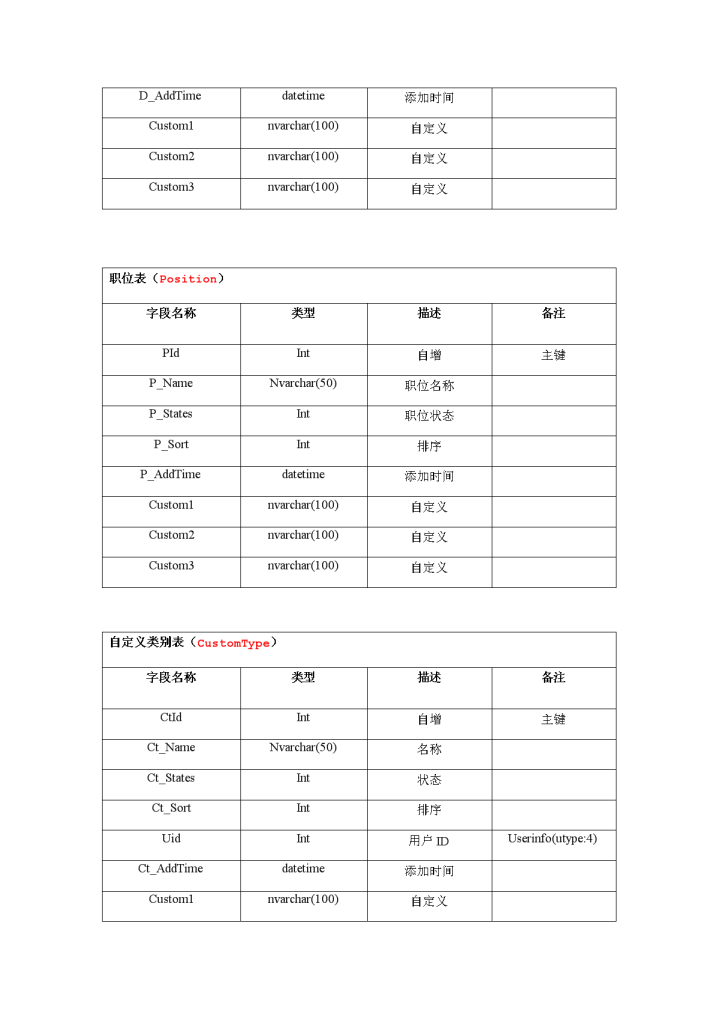 D_AddTime datetime 添加时间
Custom1 nvarchar(100) 自定义
Custom2 nvarchar(100) 自定义
Custom3 nvarchar(100) 自定义
职位表（Position）
字段名称 类型 描述 备注
PId Int 自增 主键
P_Name Nvarchar(50) 职位名称
P_States Int 职位状态
P_Sort Int 排序
P_AddTime datetime 添加时间
Custom1 nvarchar(100) 自定义
Custom2 nvarchar(100) 自定义
Custom3 nvarchar(100) 自定义
自定义类别表（CustomType）
字段名称 类型 描述 备注
CtId Int 自增 主键
Ct_Name Nvarchar(50) 名称
Ct_States Int 状态
Ct_Sort Int 排序
Uid Int 用户 ID Userinfo(utype:4)
Ct_AddTime datetime 添加时间
Custom1 nvarchar(100) 自定义